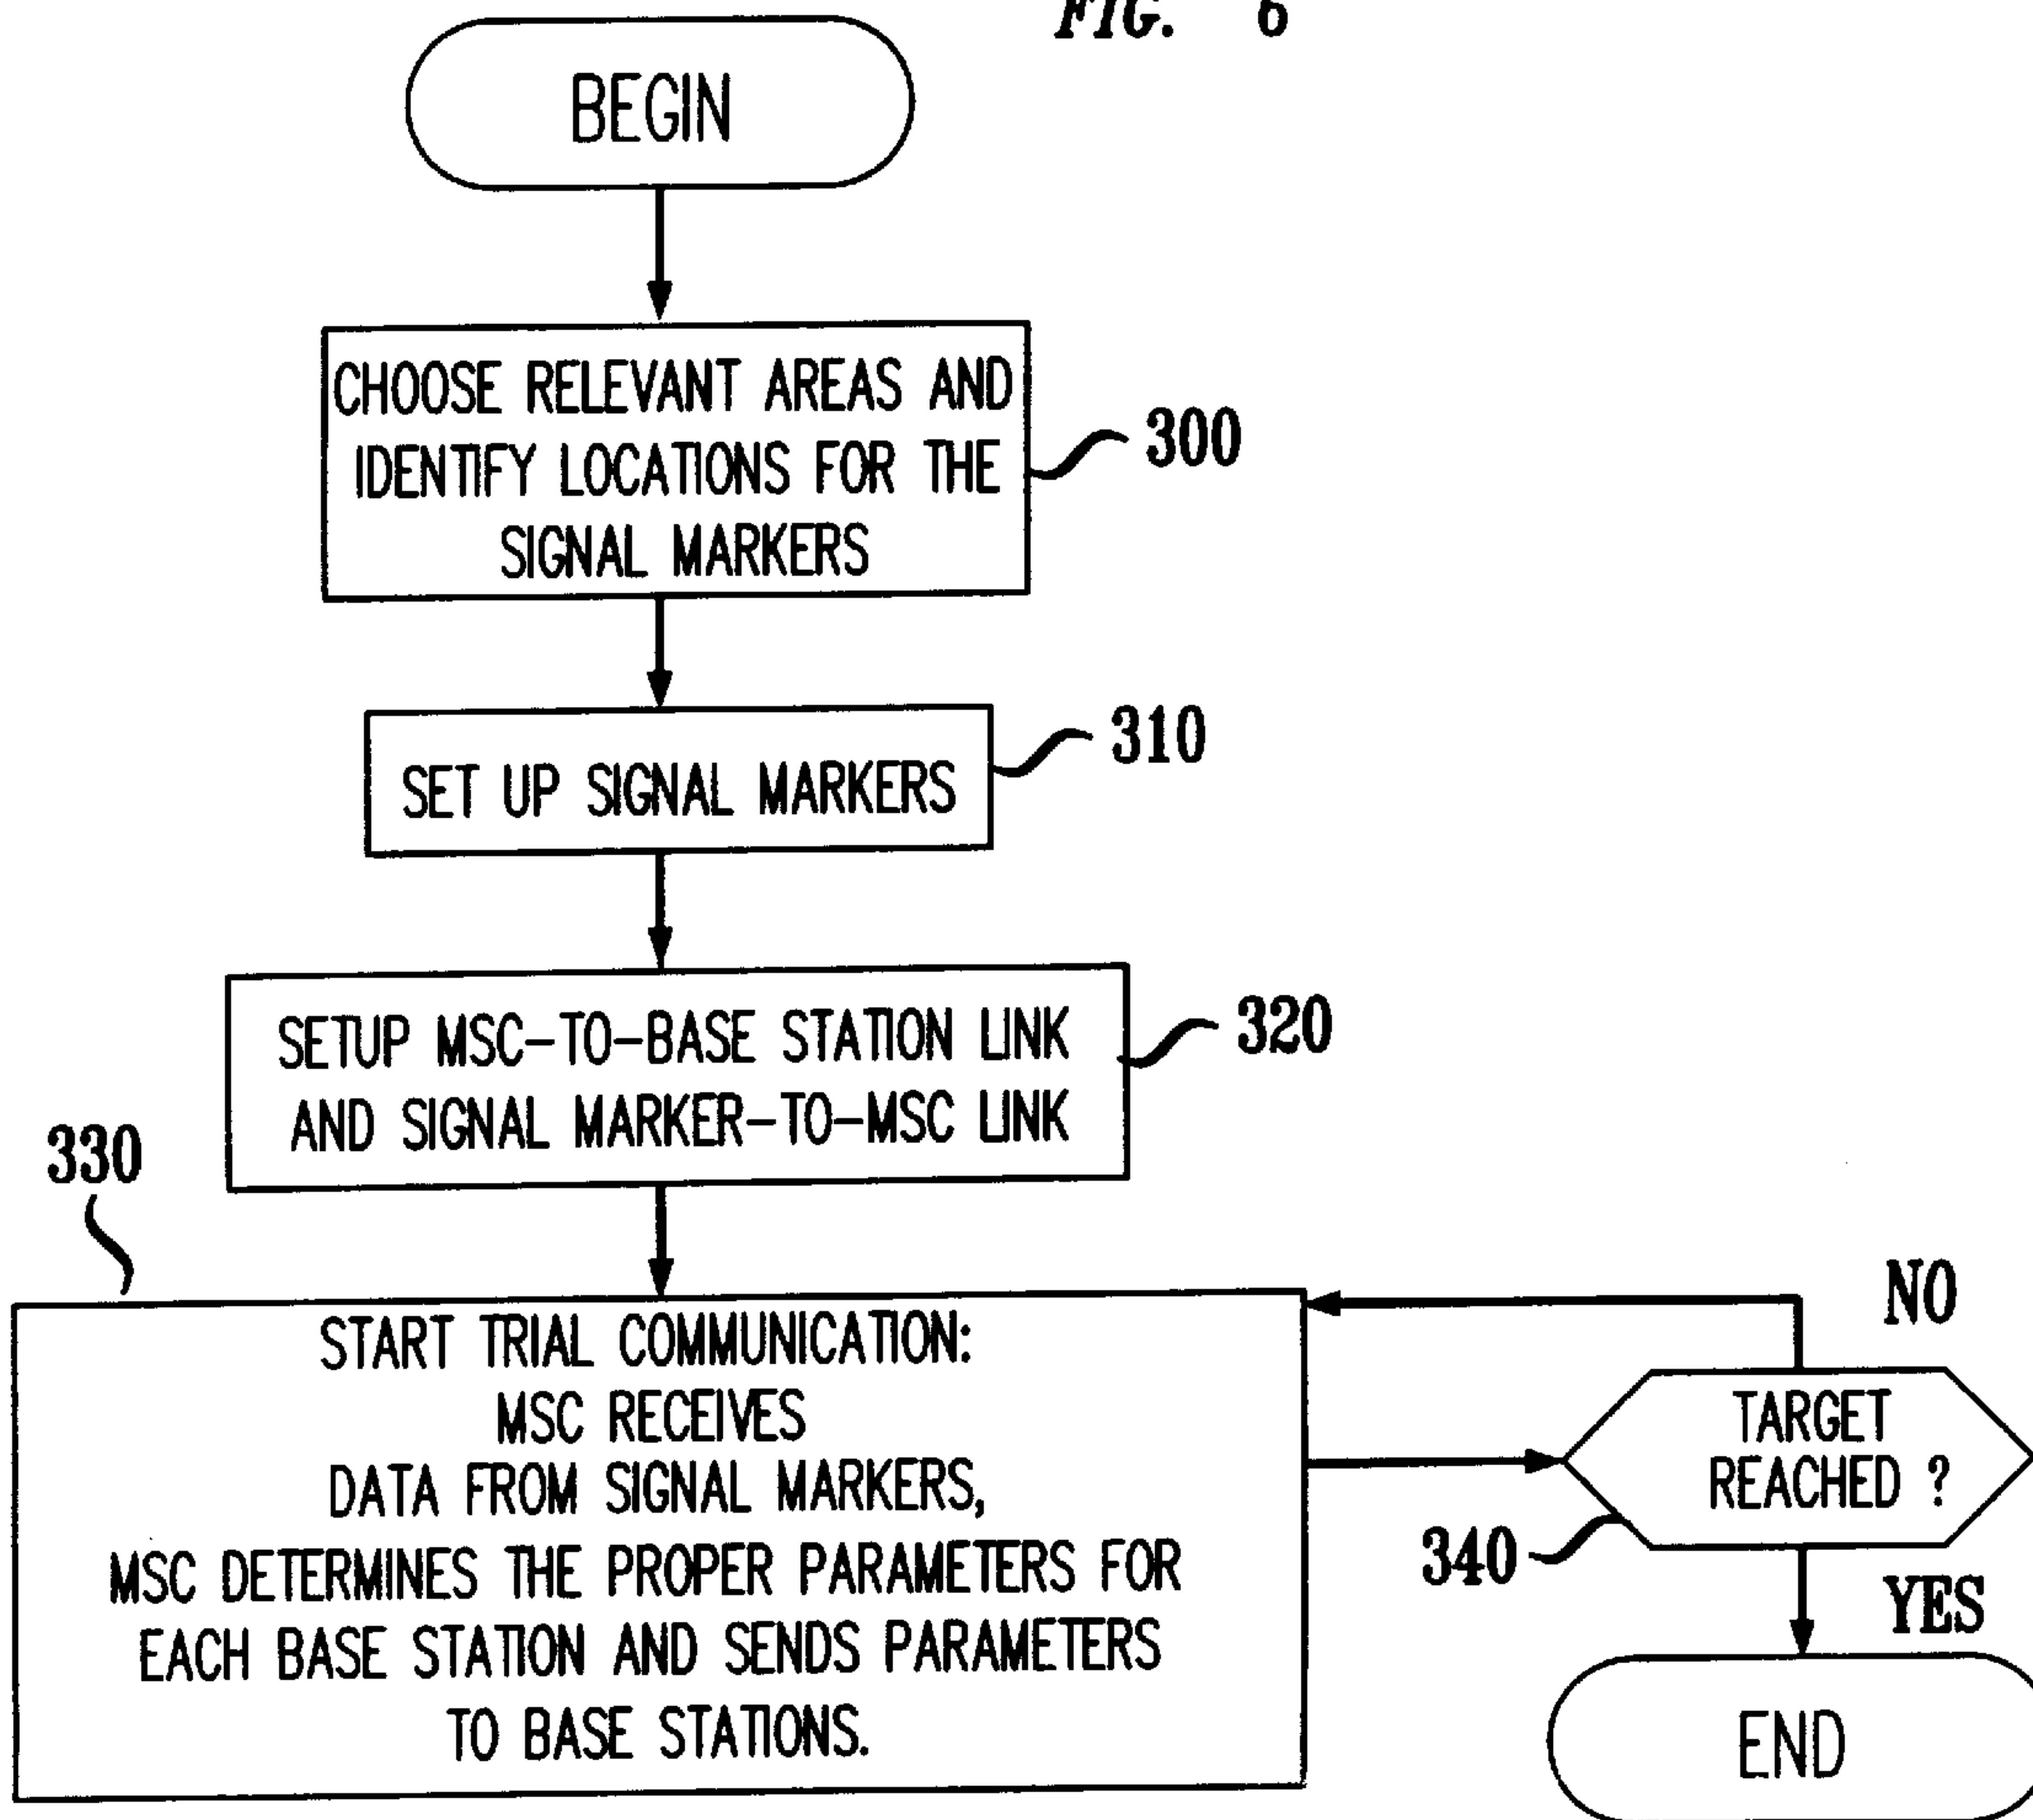 FIG. 6
BEGIN
CHOOSE RELEVANT AREAS AND
IDENTIFY LOCATIONS FOR THE
SIGNAL MARKERS
300
SET UP SIGNAL MARKERS
310
SETUP MSC-TO-BASE STATION LINK
AND SIGNAL MARKER-TO-MSC LINK
320
330
START TRIAL COMMUNICATION:
MSC RECEIVES
DATA FROM SIGNAL MARKERS,
MSC DETERMINES THE PROPER PARAMETERS FOR
EACH BASE STATION AND SENDS PARAMETERS
TO BASE STATIONS.
NO
TARGET
REACHED ?
340
YES
END